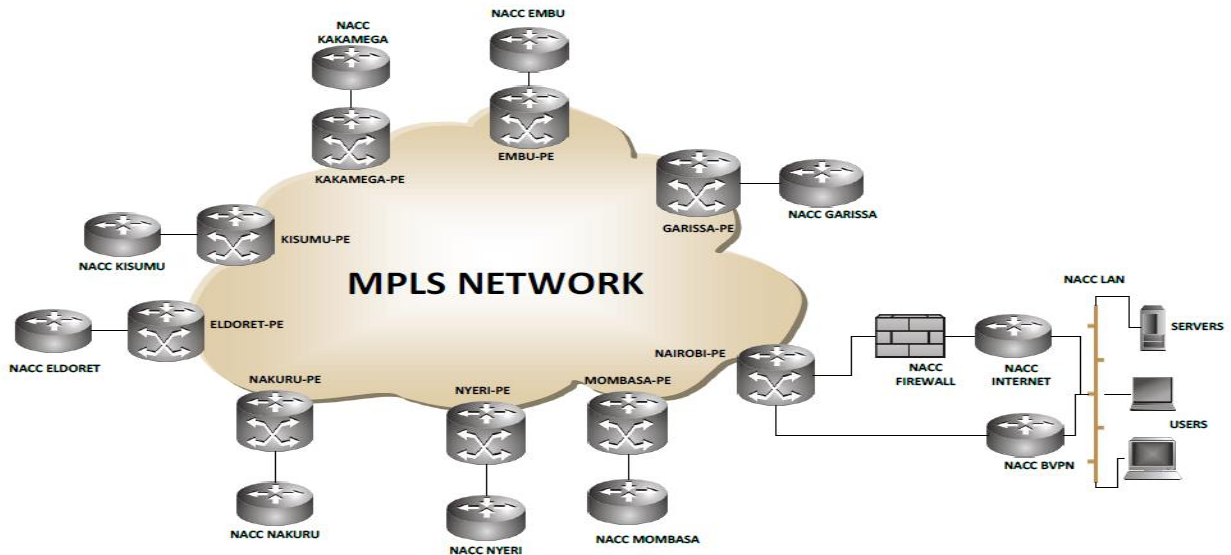 NACC
KAKAMEGA
NACC EMBU
KAKAMEGA-PE
EMBU-PE
GARISSA-PE
NACC GARISSA
NACC KISUMU
KISUMU-PE
MPLS NETWORK
NACC LAN
SERVERS
NACC ELDORET
ELDORET-PE
NAIROBI-PE
NACC
FIREWALL
NACC
INTERNET
NAKURU-PE
NYERI-PE
MOMBASA-PE
USERS
NACC BVPN
NACC NAKURU
NACC NYERI
NACC MOMBASA